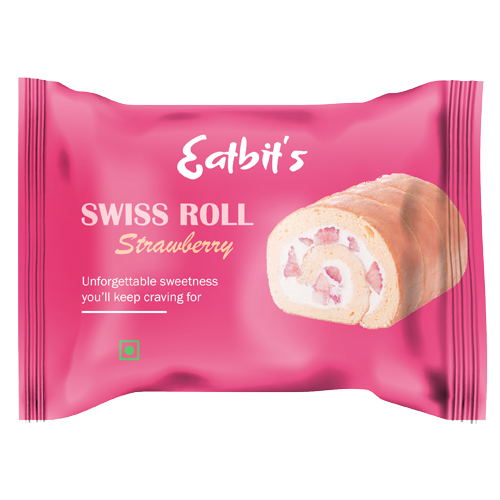 Eatbit's
SWISS ROLL
Strawberry
Unforgettable sweetness
you'll keep craving for